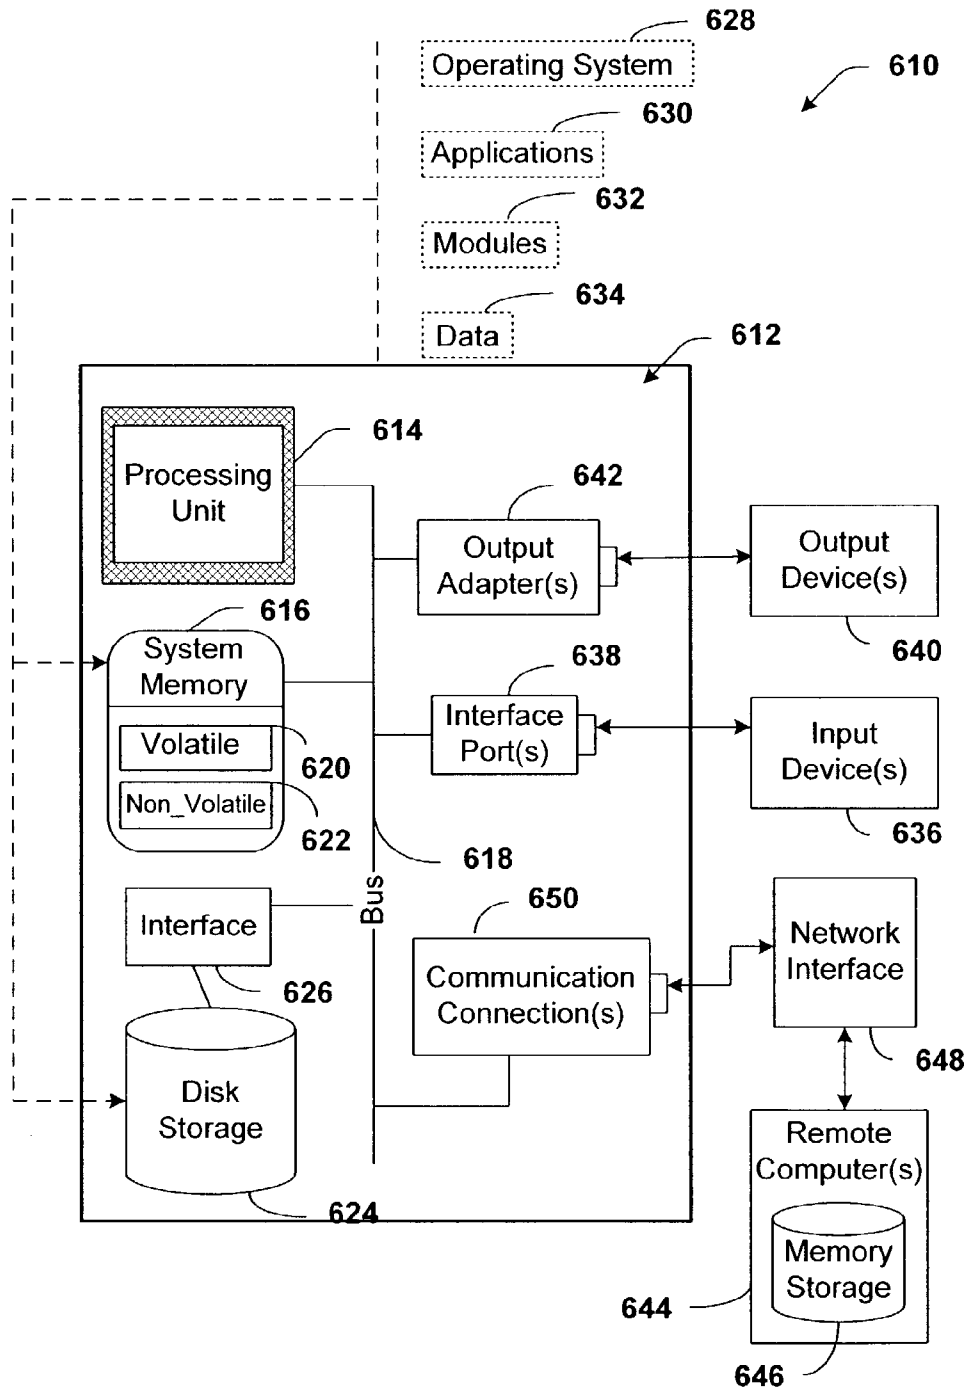 628
Operating System
610
630
Applications
632
Modules
634
Data
612
614
Processing
Unit
642
Output
Adapter(s)
Output
Device(s)
640
616
System
Memory
638
Interface
Port(s)
Input
Device(s)
636
Volatile
620
Non_Volatile
622
618
Bus
650
Interface
626
Communication
Connection(s)
Network
Interface
648
Disk
Storage
624
Remote
Computer(s)
Memory
Storage
644
646